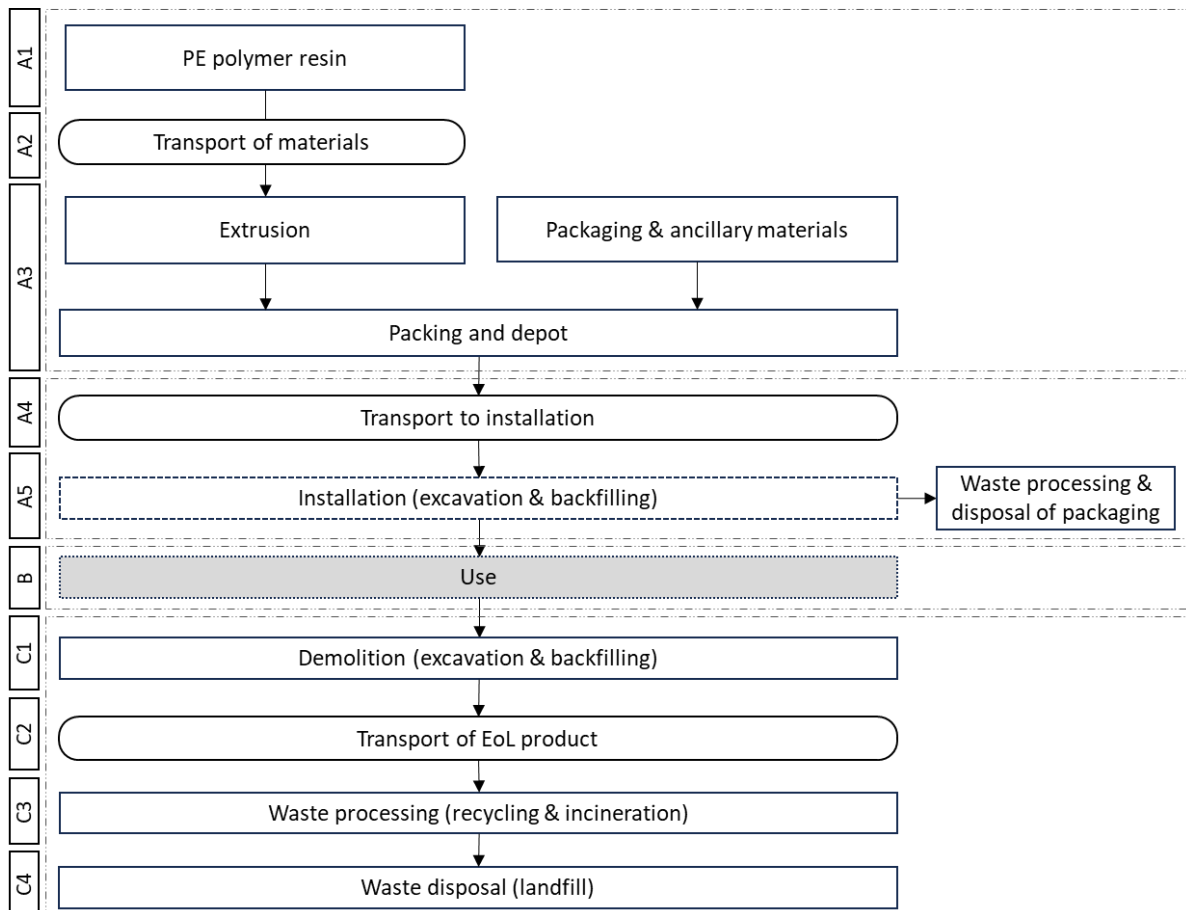 A1
PE polymer resin
A2
Transport of materials
A3
Extrusion
Packaging & ancillary materials
Packing and depot
A4
Transport to installation
A5
Installation (excavation & backfilling)
Waste processing &
disposal of packaging
B
Use
C1
Demolition (excavation & backfilling)
C2
Transport of EoL product
C3
Waste processing (recycling & incineration)
C4
Waste disposal (landfill)